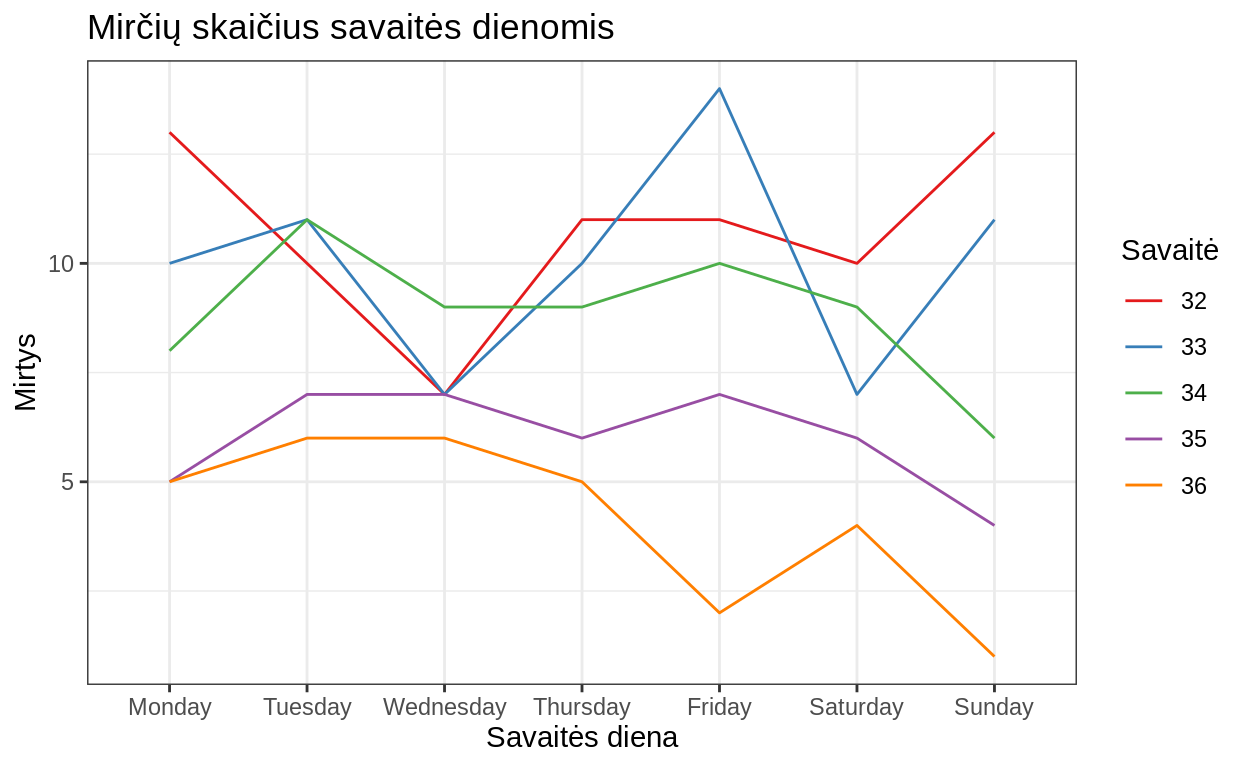 Mirčių skaičius savaitės dienomis
Mirtys
10
5
Monday Tuesday Wednesday Thursday Friday Saturday Sunday
Savaitės diena
Savaitė
32
33
34
35
36